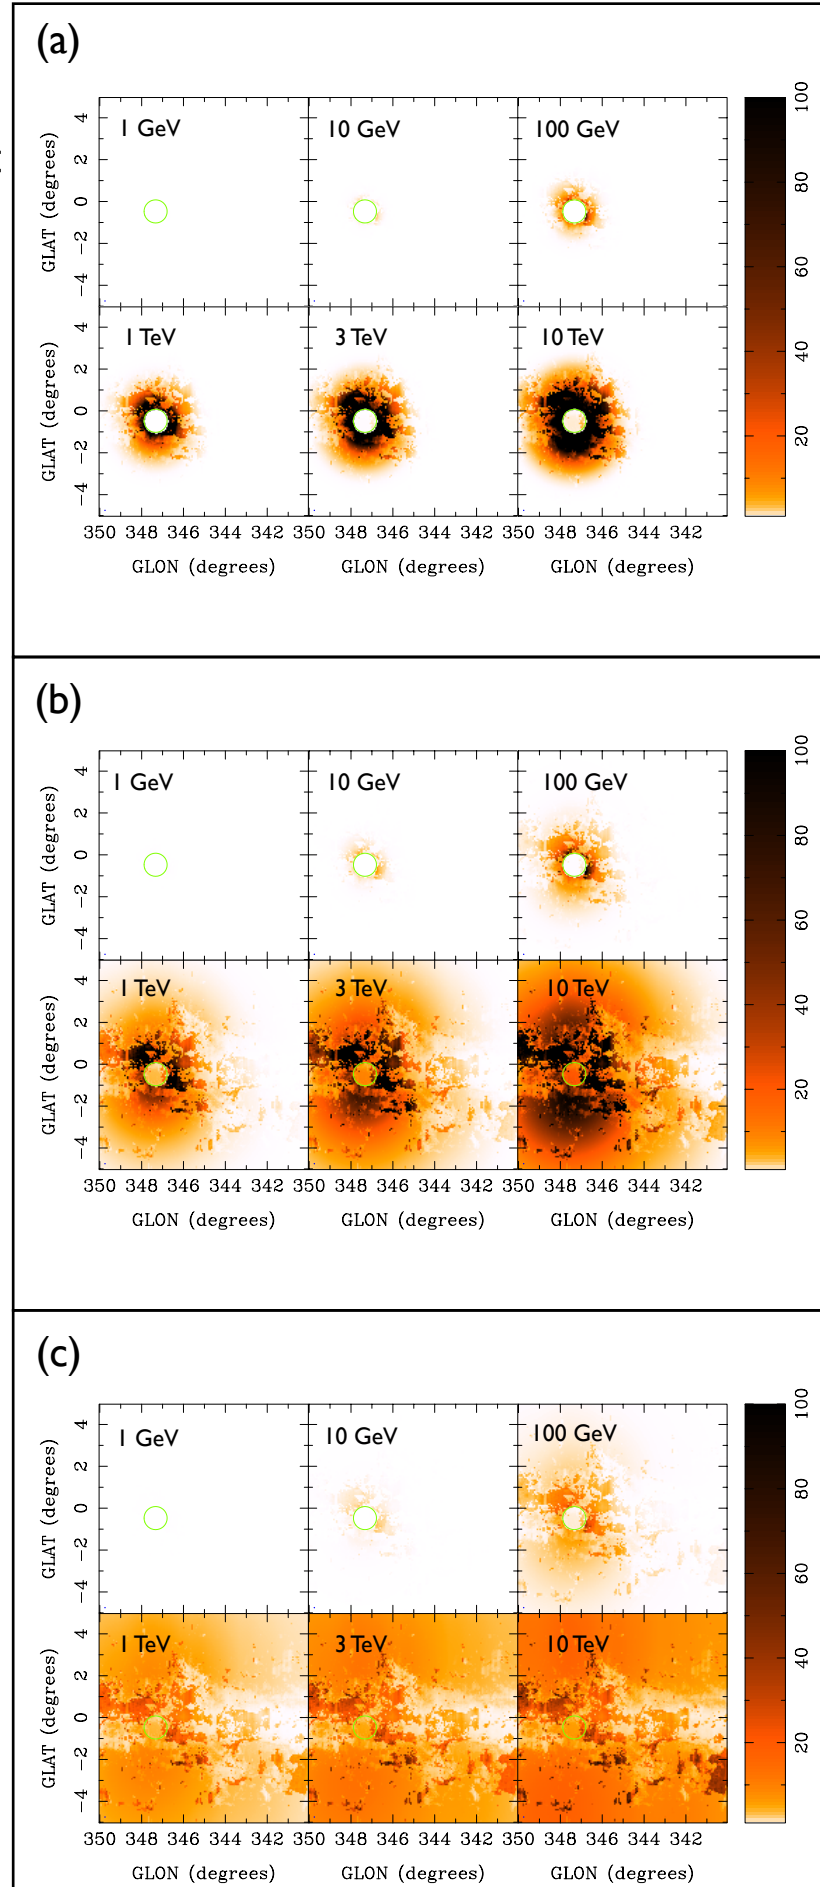 (a)
1 GeV 10 GeV 100 GeV
GLAT (degrees)
4
2
0
−2
−4
1 TeV 3 TeV 10 TeV
GLAT (degrees)
4
2
0
−2
−4
350 348 346 344 342 350 348 346 344 342 350 348 346 344 342
GLON (degrees) GLON (degrees) GLON (degrees)
100
80
60
40
20
(b)
1 GeV 10 GeV 100 GeV
GLAT (degrees)
4
2
0
−2
−4
1 TeV 3 TeV 10 TeV
GLAT (degrees)
4
2
0
−2
−4
350 348 346 344 342 350 348 346 344 342 350 348 346 344 342
GLON (degrees) GLON (degrees) GLON (degrees)
100
80
60
40
20
(c)
1 GeV 10 GeV 100 GeV
GLAT (degrees)
4
2
0
−2
−4
1 TeV 3 TeV 10 TeV
GLAT (degrees)
4
2
0
−2
−4
350 348 346 344 342 350 348 346 344 342 350 348 346 344 342
GLON (degrees) GLON (degrees) GLON (degrees)
100
80
60
40
20